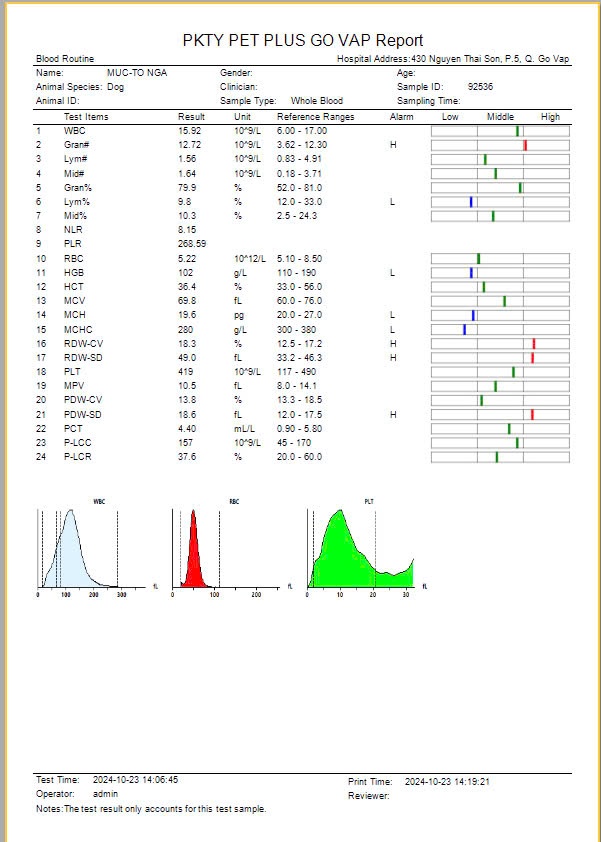 PKTY PET PLUS GO VAP Report
Blood Routine Hospital Address:430 Nguyen Thai Son, P.5, Q. Go Vap
Name: MUC-TO NGA Gender: Age:
Animal Species: Dog Clinician: Sample ID: 92536
Animal ID: Sample Type: Whole Blood Sampling Time:
Test Items Result Unit Reference Ranges Alarm Low Middle High
1 WBC 15.92 10^9/L 6.00 - 17.00
2 Gran# 12.72 10^9/L 3.62 - 12.30 H
3 Lym# 1.56 10^9/L 0.83 - 4.91
4 Mid# 1.64 10^9/L 0.18 - 3.71
5 Gran% 79.9 % 52.0 - 81.0
6 Lym% 9.8 % 12.0 - 33.0 L
7 Mid% 10.3 % 2.5 - 24.3
8 NLR 8.15
9 PLR 268.59
10 RBC 5.22 10^12/L 5.10 - 8.50
11 HGB 102 g/L 110 - 190 L
12 HCT 36.4 % 33.0 - 56.0
13 MCV 69.8 fL 60.0 - 76.0
14 MCH 19.6 pg 20.0 - 27.0 L
15 MCHC 280 g/L 300 - 380 L
16 RDW-CV 18.3 % 12.5 - 17.2 H
17 RDW-SD 49.0 fL 33.2 - 46.3 H
18 PLT 419 10^9/L 117 - 490
19 MPV 10.5 fL 8.0 - 14.1
20 PDW-CV 13.8 % 13.3 - 18.5
21 PDW-SD 18.6 fL 12.0 - 17.5 H
22 PCT 4.40 mL/L 0.90 - 5.80
23 P-LCC 157 10^9/L 45 - 170
24 P-LCR 37.6 % 20.0 - 60.0
WBC RBC PLT
fL fL fL
0 100 200 300 0 100 200 0 10 20 30
Test Time: 2024-10-23 14:06:45 Print Time: 2024-10-23 14:19:21
Operator: admin Reviewer:
Notes:The test result only accounts for this test sample.